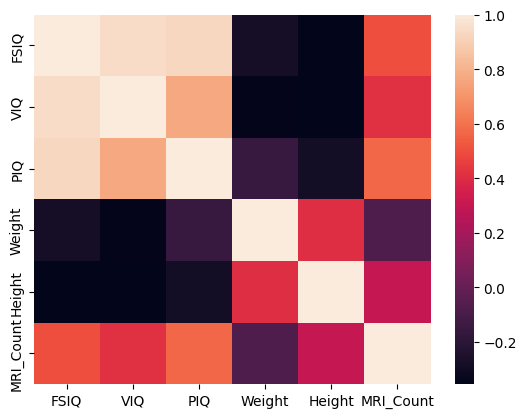 FSIQ
VIQ
PIQ
Weight
Height
MRI_Count
FSIQ VIQ PIQ Weight Height MRI_Count
1.0
0.8
0.6
0.4
0.2
0.0
−0.2